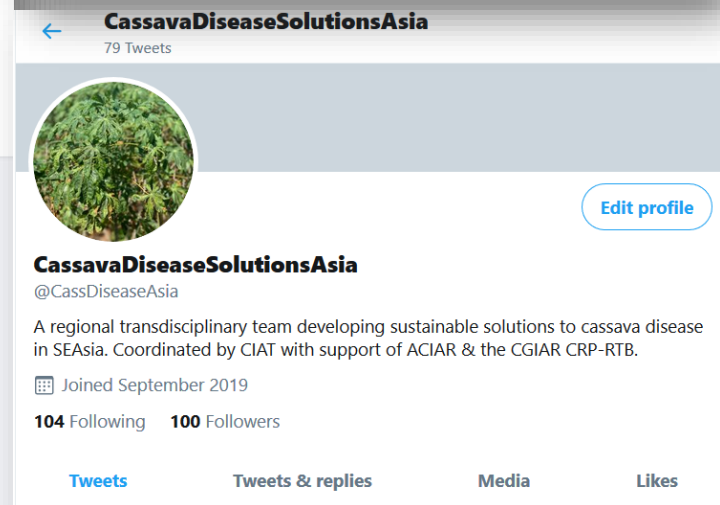 CassavaDiseaseSolutionsAsia
79 Tweets
Edit profile
CassavaDiseaseSolutionsAsia
@CassDiseaseAsia
A regional transdisciplinary team developing sustainable solutions to cassava disease
in SEAsia. Coordinated by CIAT with support of ACIAR & the CGIAR CRP-RTB.
Joined September 2019
104 Following 100 Followers
Tweets Tweets & replies Media Likes